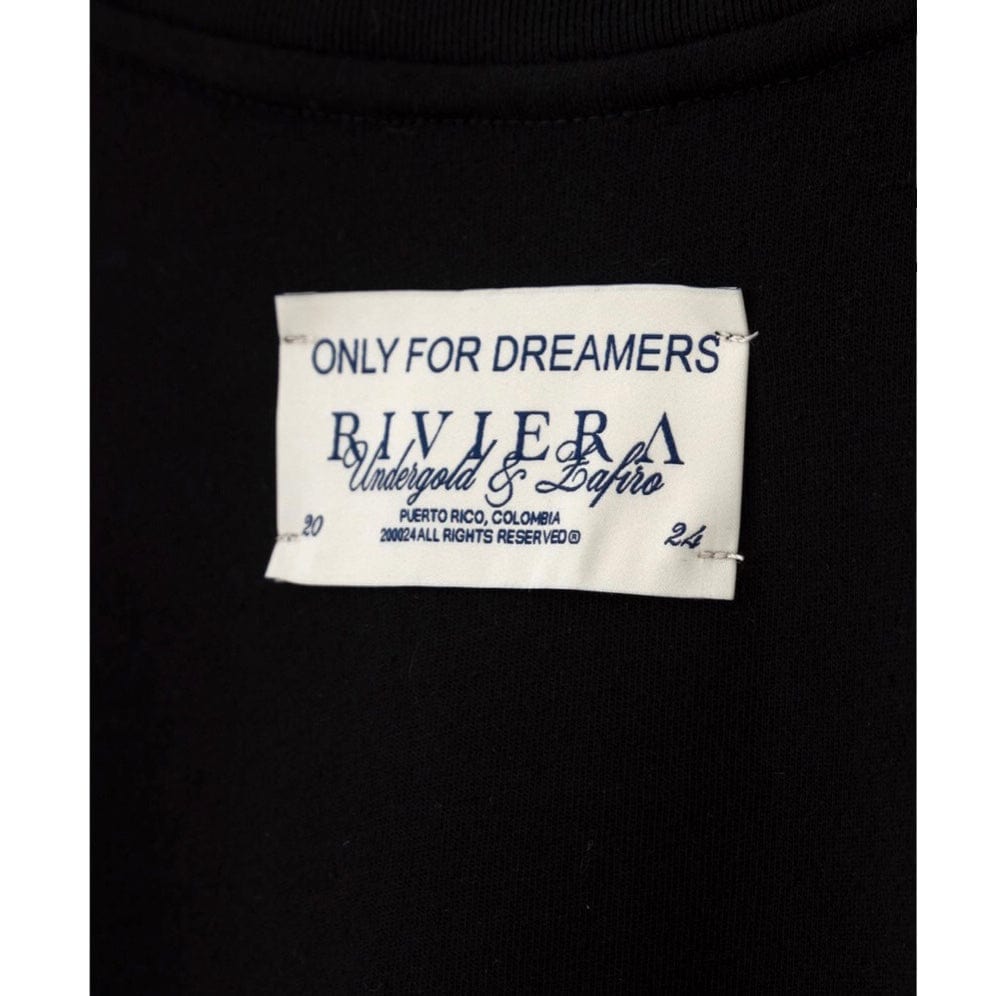 ONLY FOR DREAMERS
RIVIERA
Undergold & Zafiro
PUERTO RICO, COLOMBIA
200024 ALL RIGHTS RESERVED®
20 24